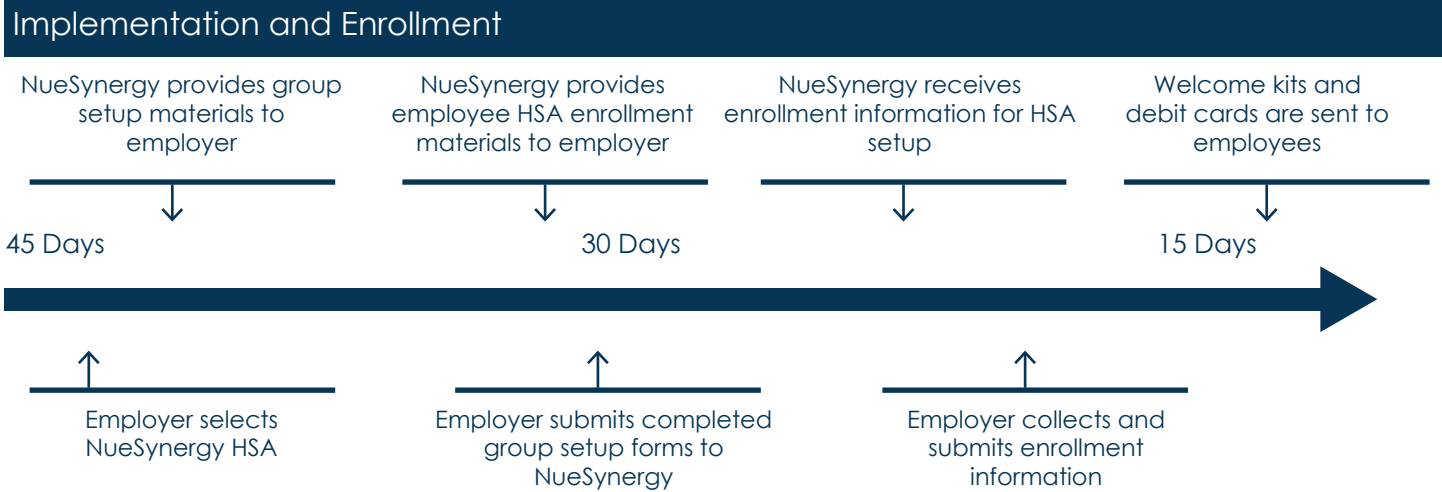 Implementation and Enrollment
NueSynergy provides group
setup materials to
employer
NueSynergy provides
employee HSA enrollment
materials to employer
NueSynergy receives
enrollment information for HSA
setup
Welcome kits and
debit cards are sent to
employees
45 Days
30 Days
15 Days
Employer selects
NueSynergy HSA
Employer submits completed
group setup forms to
NueSynergy
Employer collects and
submits enrollment
information